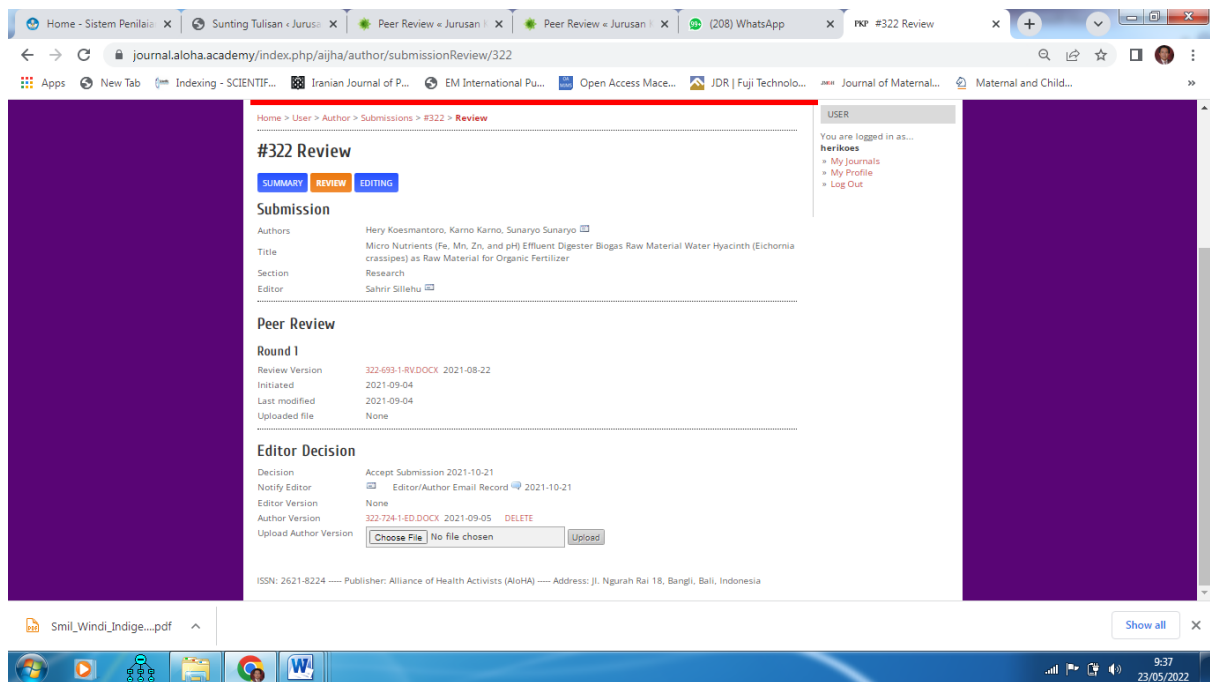 Home - Sistem Penilaia
Sunting Tulisan ‹ Jurusa
Peer Review « Jurusan
Peer Review « Jurusan
(208) WhatsApp
PKP #322 Review
journal.aloha.academy/index.php/aijha/author/submissionReview/322
Apps
New Tab
Indexing - SCIENTIF...
Iranian Journal of P...
EM International Pu...
Open Access Mace...
JDR | Fuji Technolo...
Journal of Maternal...
Maternal and Child...
»
Home > User > Author > Submissions > #322 > Review
#322 Review
SUMMARY REVIEW EDITING
Submission
Authors Hery Koesmantoro, Karno Karno, Sunaryo Sunaryo
Title Micro Nutrients (Fe, Mn, Zn, and pH) Effluent Digester Biogas Raw Material Water Hyacinth (Eichornia
crassipes) as Raw Material for Organic Fertilizer
Section Research
Editor Sahrir Sillehu
Peer Review
Round 1
Review Version 322-693-1-RV.DOCX 2021-08-22
Initiated 2021-09-04
Last modified 2021-09-04
Uploaded file None
Editor Decision
Decision Accept Submission 2021-10-21
Notify Editor Editor/Author Email Record 2021-10-21
Editor Version None
Author Version 322-724-1-ED.DOCX 2021-09-05 DELETE
Upload Author Version Choose File No file chosen Upload
ISSN: 2621-8224 ---- Publisher: Alliance of Health Activists (AloHA) ---- Address: Jl. Ngurah Rai 18, Bangli, Bali, Indonesia
USER
You are logged in as...
herikoes
» My Journals
» My Profile
» Log Out
Smil_Windi_Indige....pdf
Show all
9:37
23/05/2022